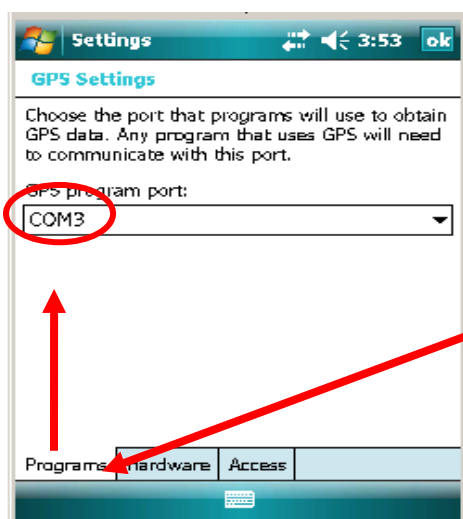 Settings 3:53 ok
GPS Settings
Choose the port that programs will use to obtain
GPS data. Any program that uses GPS will need
to communicate with this port.
GPS program port:
COM3
Programs Hardware Access